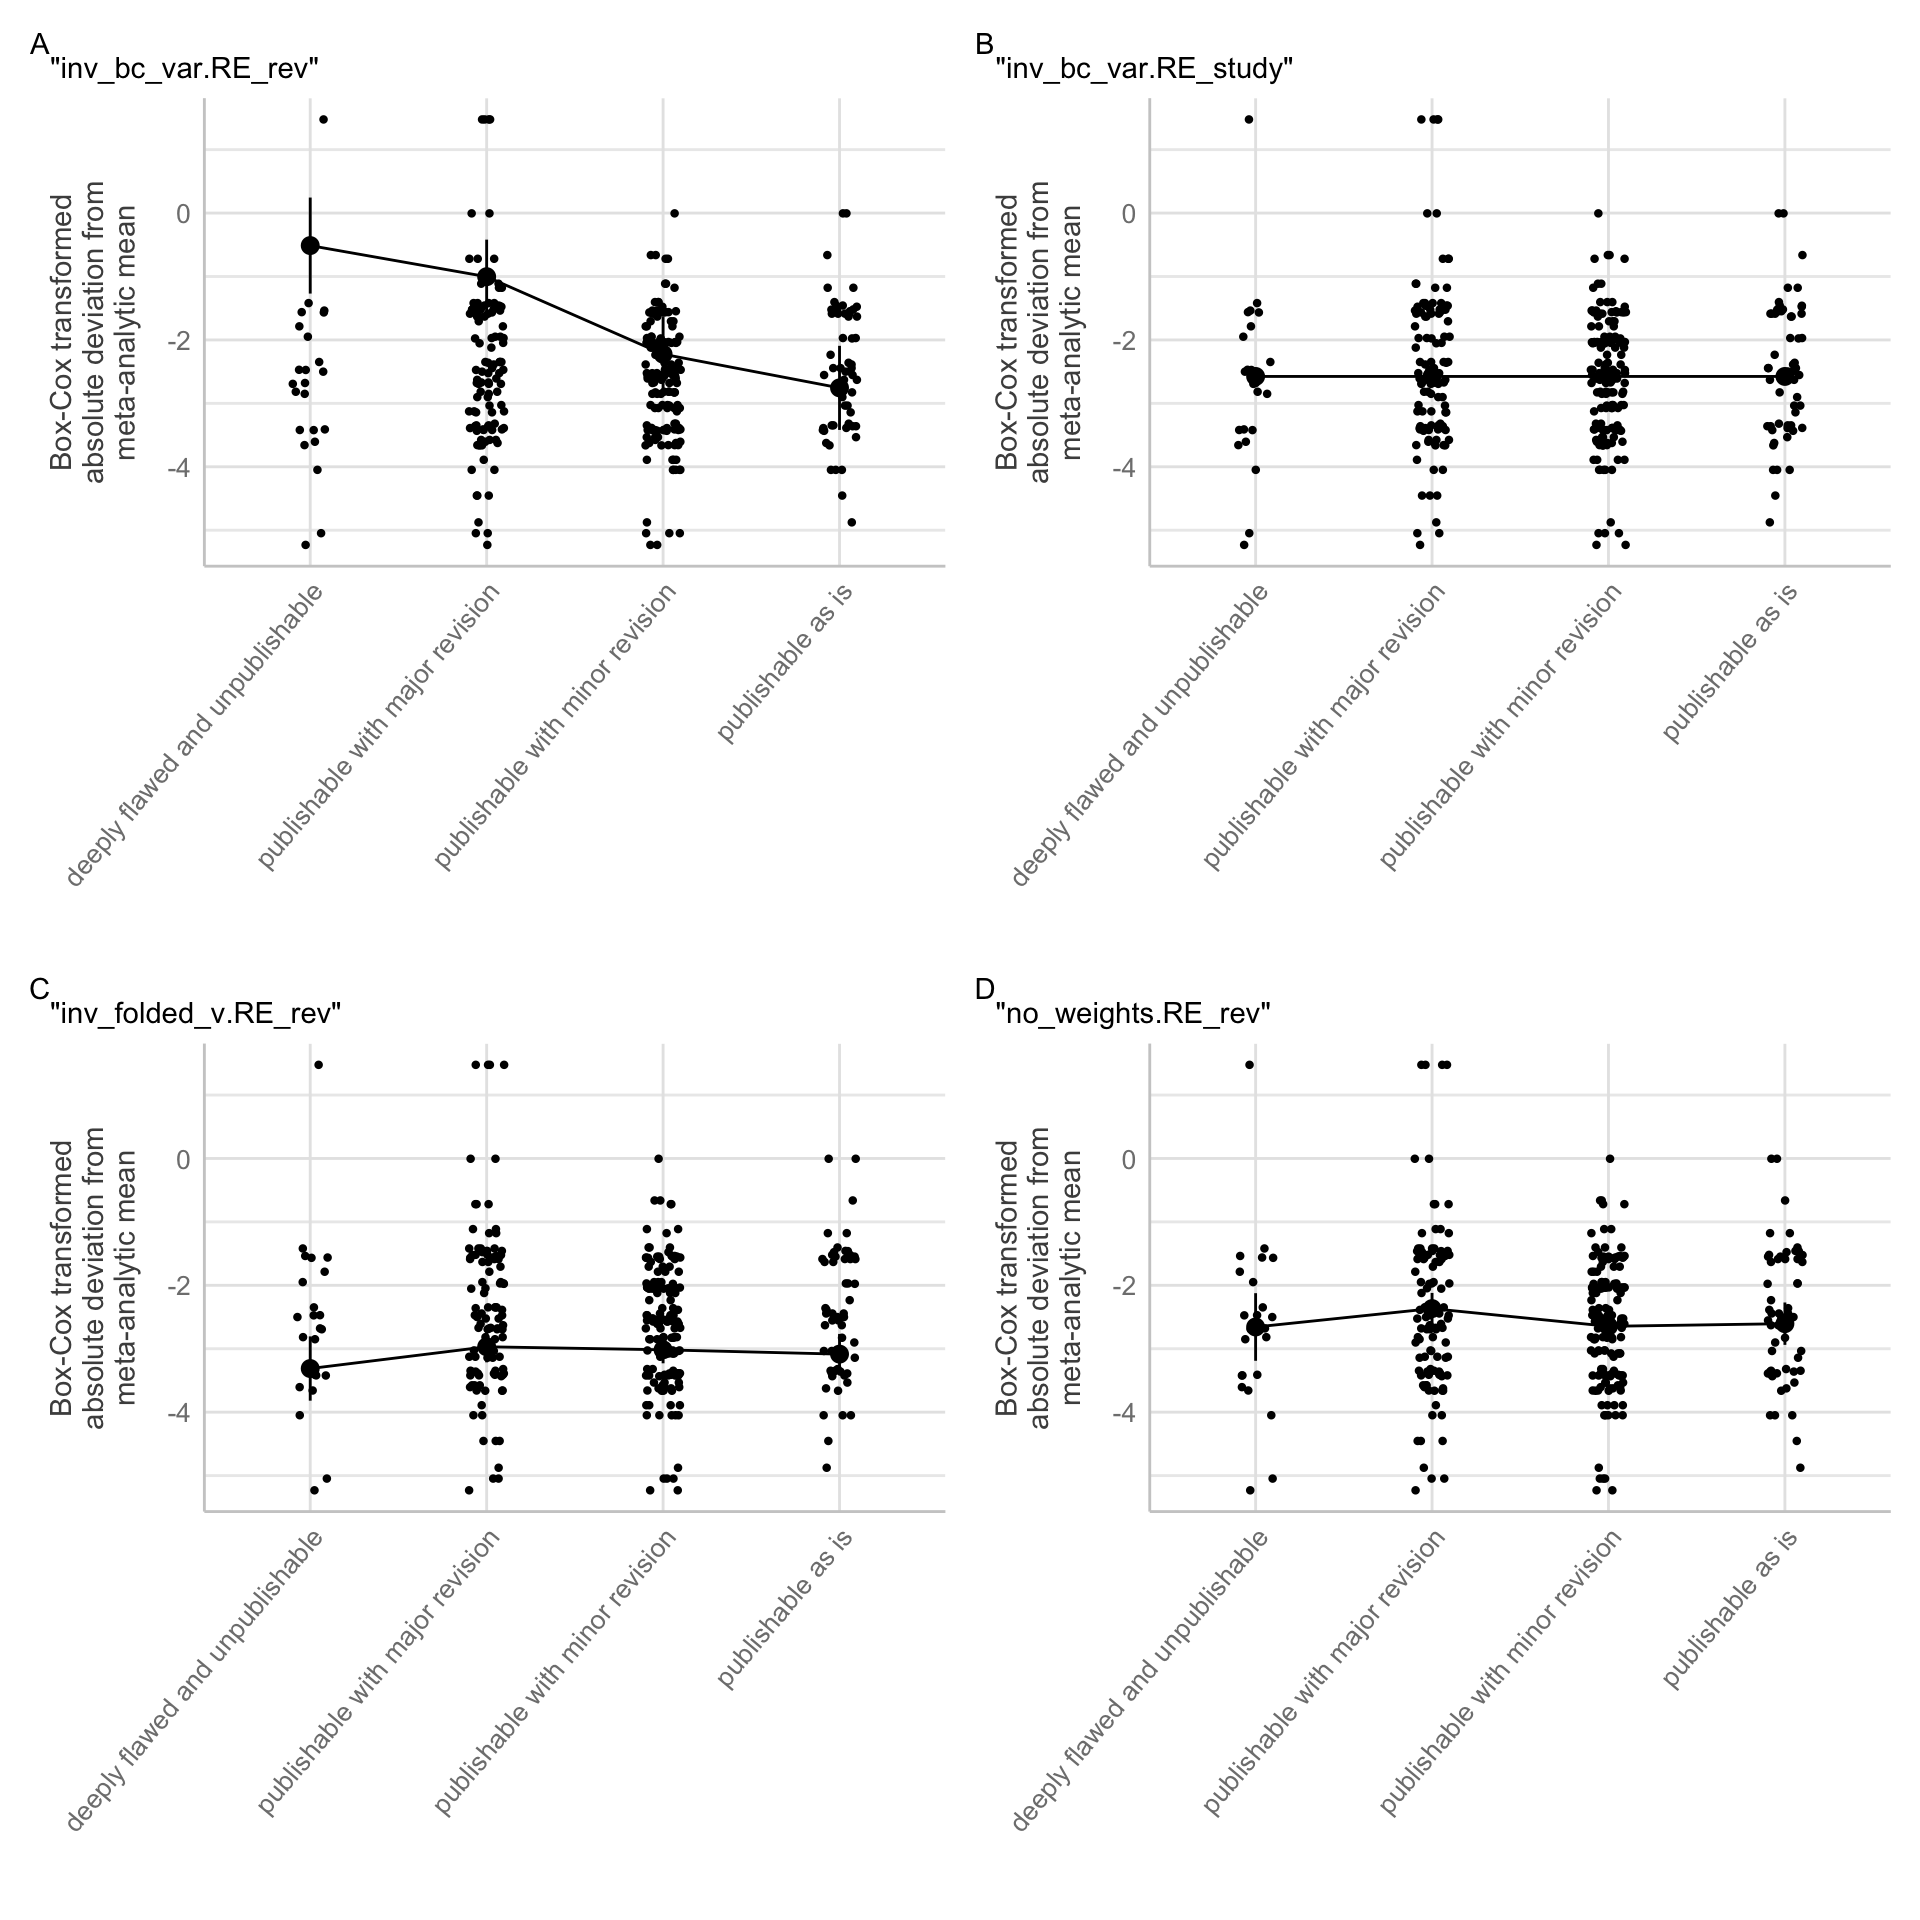 A
"inv_bc_var.RE_rev"
Box-Cox transformed
absolute deviation from
meta-analytic mean
0
-2
-4
deeply flawed and unpublishable
publishable with major revision
publishable with minor revision
publishable as is
B
"inv_bc_var.RE_study"
Box-Cox transformed
absolute deviation from
meta-analytic mean
0
-2
-4
deeply flawed and unpublishable
publishable with major revision
publishable with minor revision
publishable as is
C
"inv_folded_v.RE_rev"
Box-Cox transformed
absolute deviation from
meta-analytic mean
0
-2
-4
deeply flawed and unpublishable
publishable with major revision
publishable with minor revision
publishable as is
D
"no_weights.RE_rev"
Box-Cox transformed
absolute deviation from
meta-analytic mean
0
-2
-4
deeply flawed and unpublishable
publishable with major revision
publishable with minor revision
publishable as is